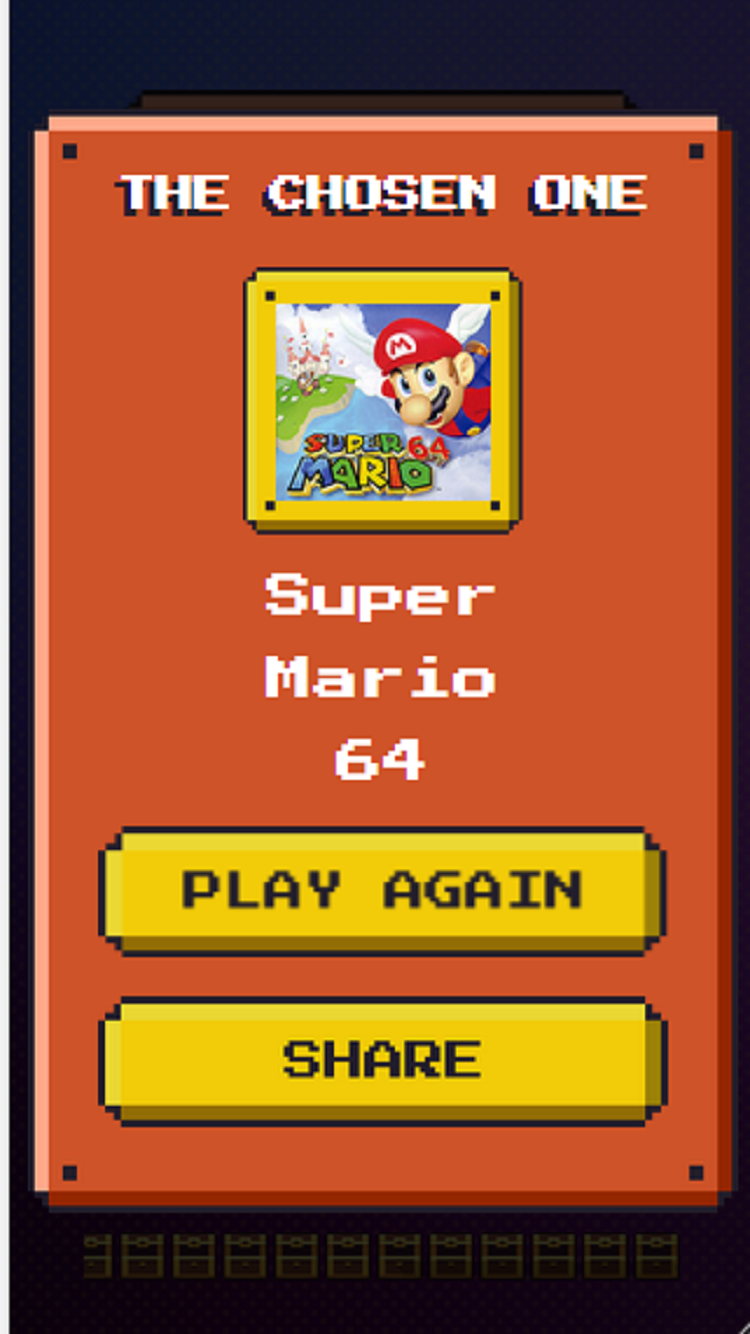 THE CHOSEN ONE
SUPER
MARIO 64
Super
Mario
64
PLAY AGAIN
SHARE